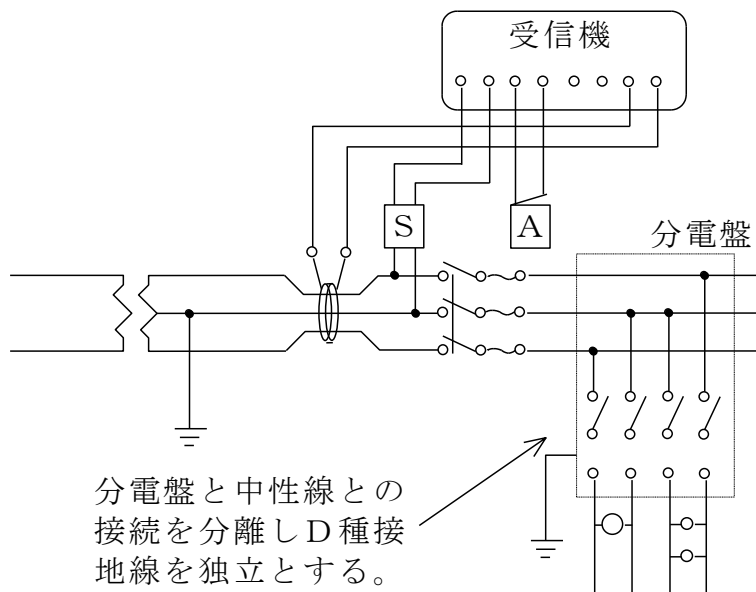 受信機
S
A
分電盤
分電盤と中性線との
接続を分離しD種接
地線を独立とする。